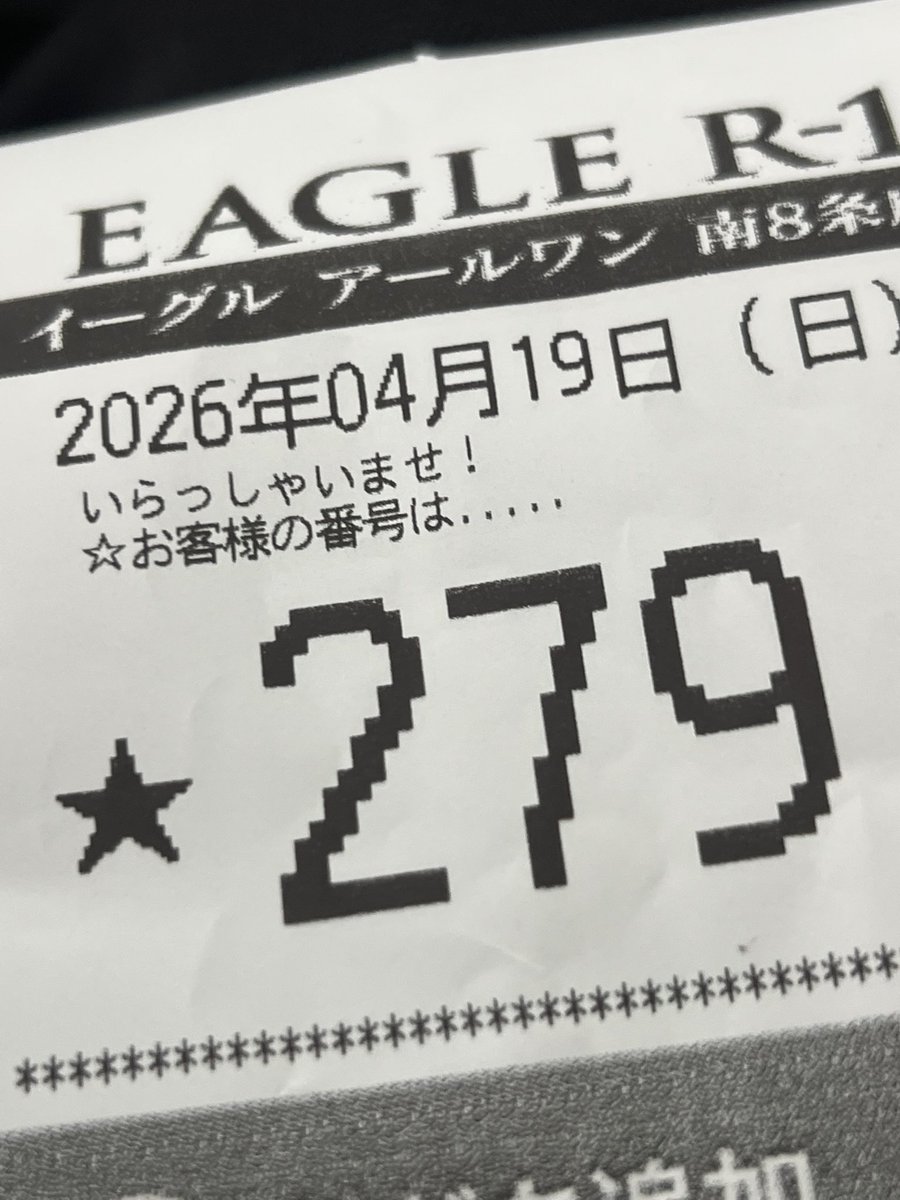 EAGLE R-1
イーグル アールワン 南8条
2026年04月19日（日）
いらっしゃいませ！
☆お客様の番号は.....
★279
***********************************
追加